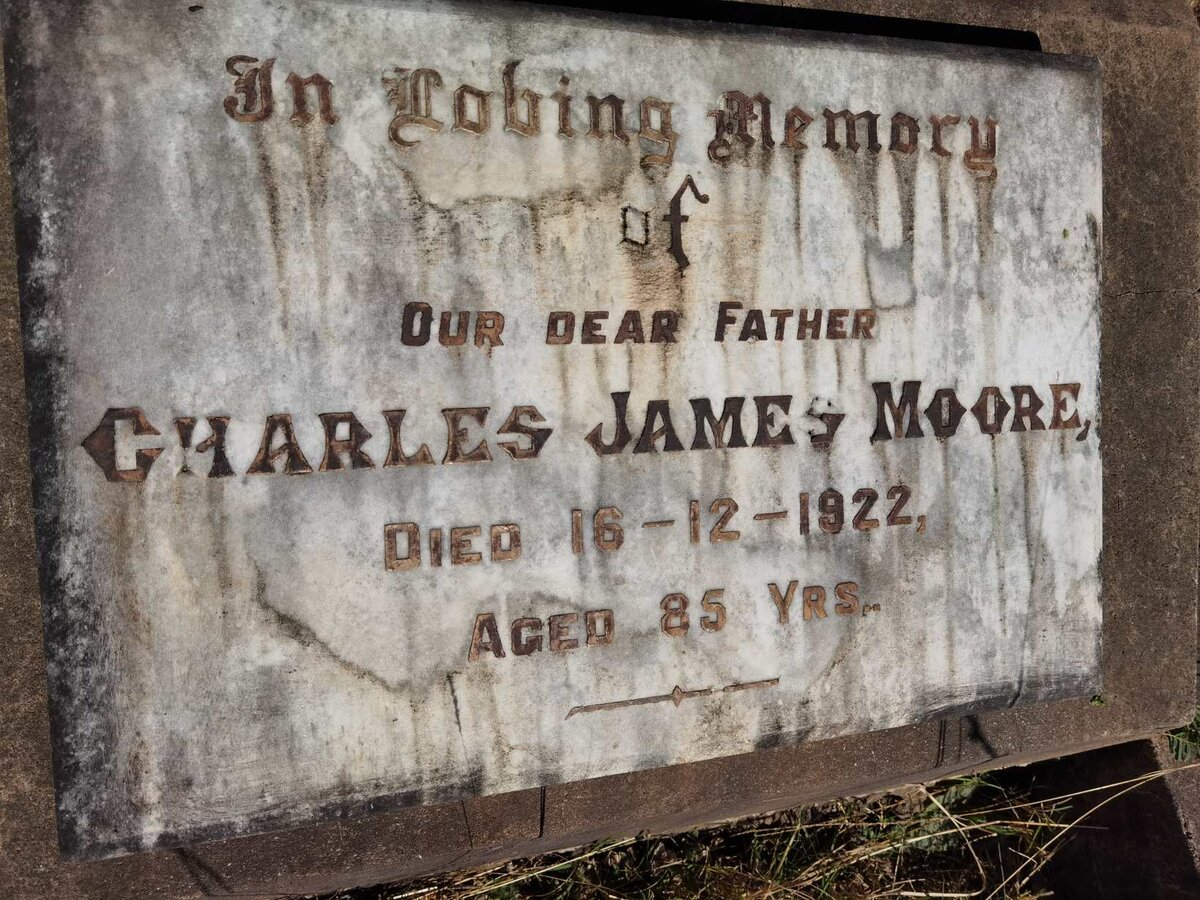 In Loving Memory
of
OUR DEAR FATHER
CHARLES JAMES MOORE,
DIED 16-12-1922,
AGED 85 YRS.